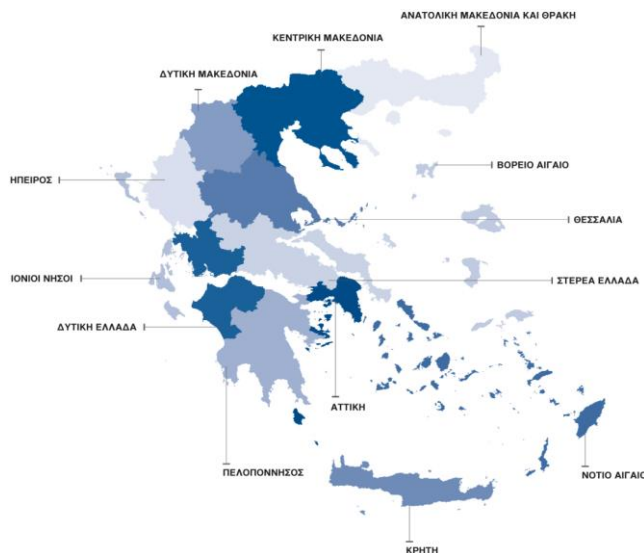 ΑΝΑΤΟΛΙΚΗ ΜΑΚΕΔΟΝΙΑ ΚΑΙ ΘΡΑΚΗ
ΚΕΝΤΡΙΚΗ ΜΑΚΕΔΟΝΙΑ
ΔΥΤΙΚΗ ΜΑΚΕΔΟΝΙΑ
ΒΟΡΕΙΟ ΑΙΓΑΙΟ
ΗΠΕΙΡΟΣ
ΘΕΣΣΑΛΙΑ
ΙΟΝΙΟΙ ΝΗΣΟΙ
ΣΤΕΡΕΑ ΕΛΛΑΔΑ
ΔΥΤΙΚΗ ΕΛΛΑΔΑ
ΑΤΤΙΚΗ
ΠΕΛΟΠΟΝΝΗΣΟΣ
ΝΟΤΙΟ ΑΙΓΑΙΟ
ΚΡΗΤΗ